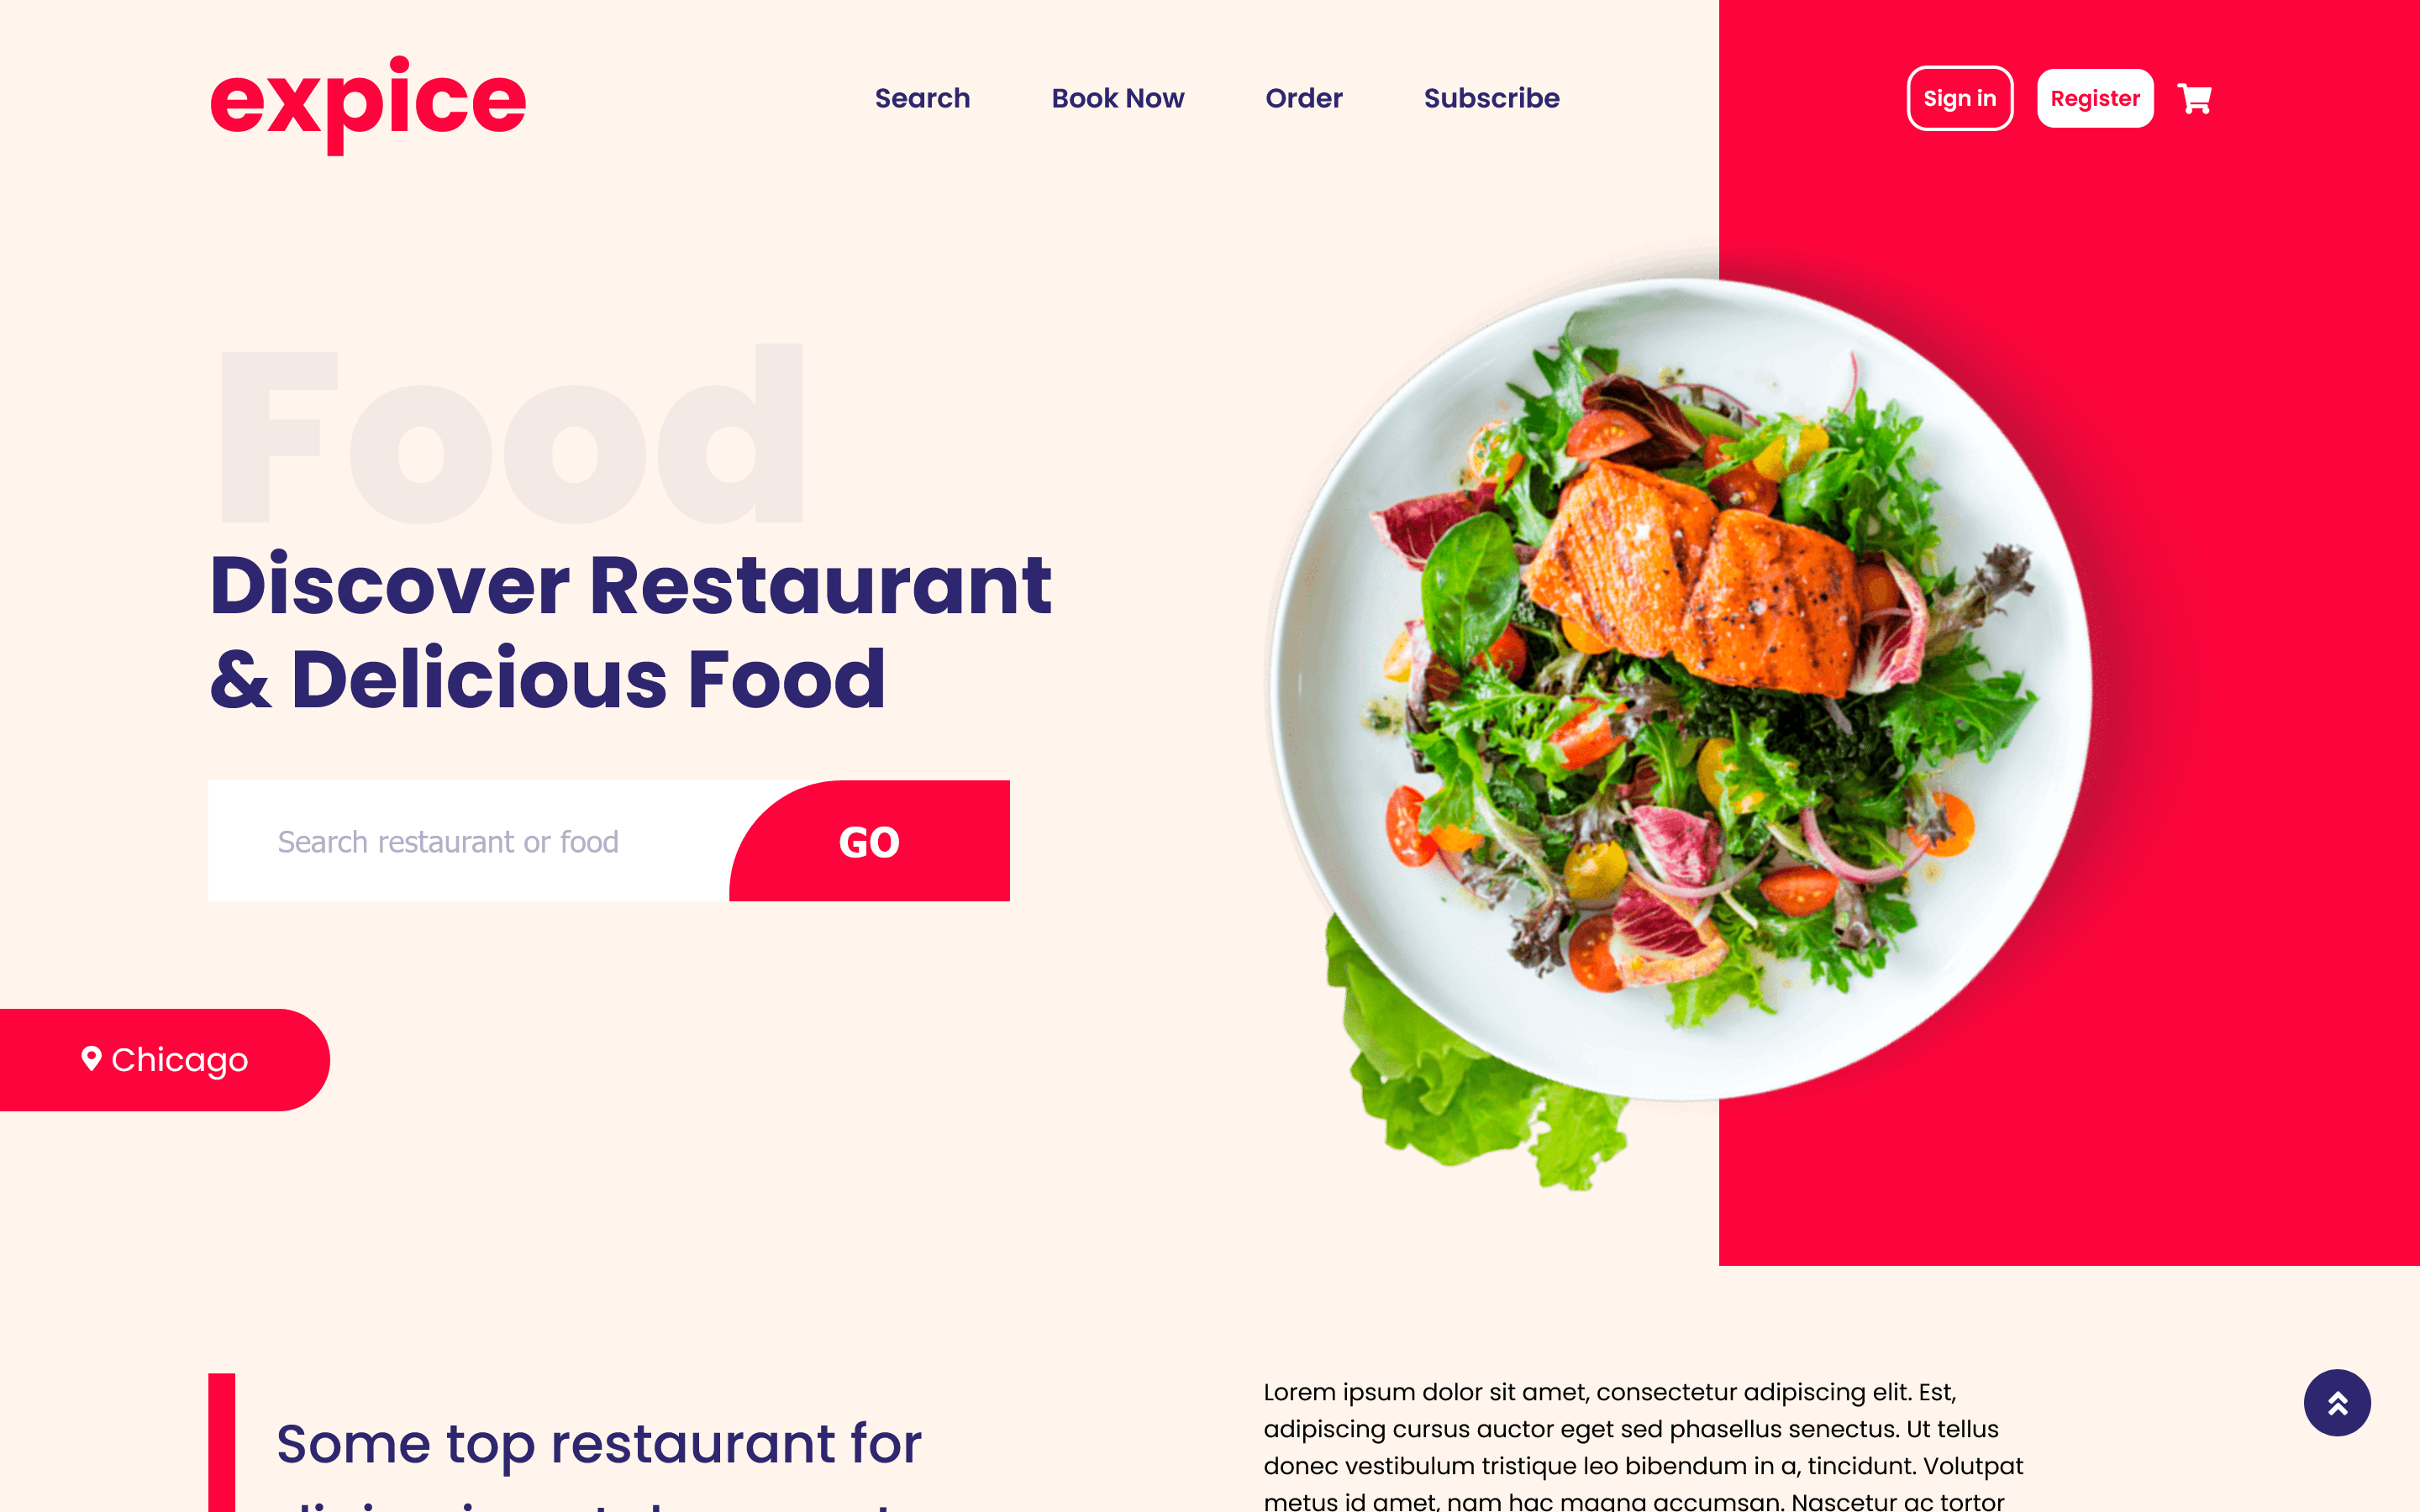 expice
Search
Book Now
Order
Subscribe
Sign in
Register
Food
Discover Restaurant
& Delicious Food
Search restaurant or food
GO
Chicago
Some top restaurant for
Lorem ipsum dolor sit amet, consectetur adipiscing elit. Est,
adipiscing cursus auctor eget sed phasellus senectus. Ut tellus
donec vestibulum tristique leo bibendum in a, tincidunt. Volutpat
metus id amet, nam hac magna accumsan. Nascetur ac tortor